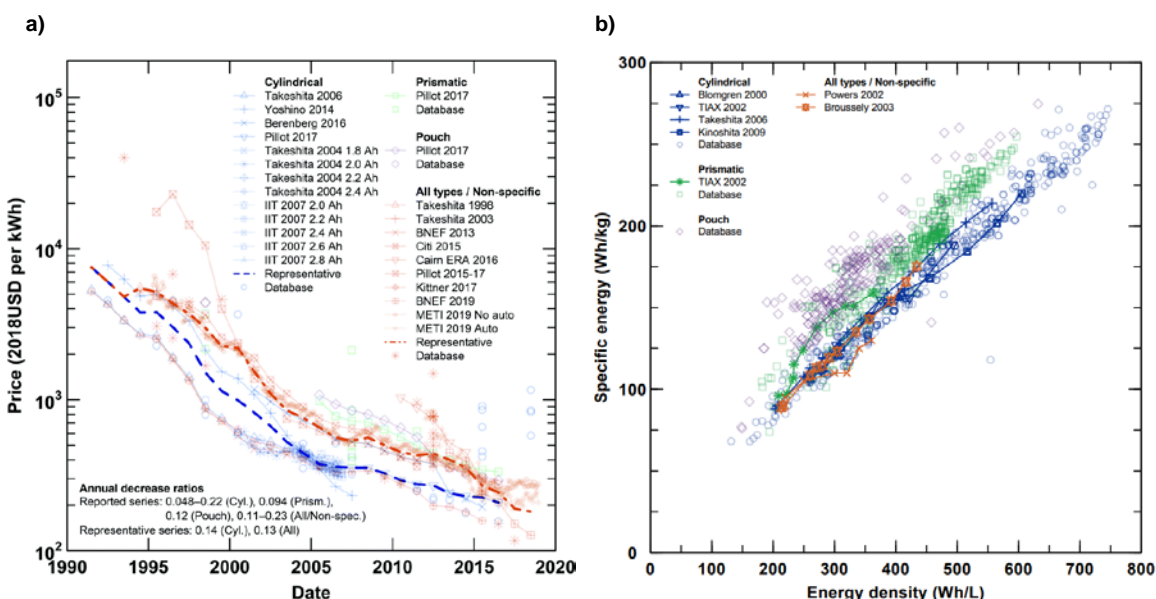 a)
Price (2018USD per kWh)
10^5
10^4
10^3
10^2
1990 1995 2000 2005 2010 2015 2020
Date
Cylindrical
Takeshita 2006
Yoshino 2014
Berenberg 2016
Pillot 2017
Takeshita 2004 1.8 Ah
Takeshita 2004 2.0 Ah
Takeshita 2004 2.2 Ah
Takeshita 2004 2.4 Ah
IIT 2007 2.0 Ah
IIT 2007 2.2 Ah
IIT 2007 2.4 Ah
IIT 2007 2.6 Ah
IIT 2007 2.8 Ah
Representative
Database
Prismatic
Pillot 2017
Database
Pouch
Pillot 2017
Database
All types / Non-specific
Takeshita 1998
Takeshita 2003
BNEF 2013
Citi 2015
Cairn ERA 2016
Pillot 2015-17
Kittner 2017
BNEF 2019
METI 2019 No auto
METI 2019 Auto
Representative
Database
Annual decrease ratios
Reported series: 0.048–0.22 (Cyl.), 0.094 (Prism.),
0.12 (Pouch), 0.11–0.23 (All/Non-spec.)
Representative series: 0.14 (Cyl.), 0.13 (All)
b)
Specific energy (Wh/kg)
300
200
100
0
0 100 200 300 400 500 600 700 800
Energy density (Wh/L)
Cylindrical
Blomgren 2000
TIAX 2002
Takeshita 2006
Kinoshita 2009
Database
Prismatic
TIAX 2002
Database
Pouch
Database
All types / Non-specific
Powers 2002
Broussely 2003